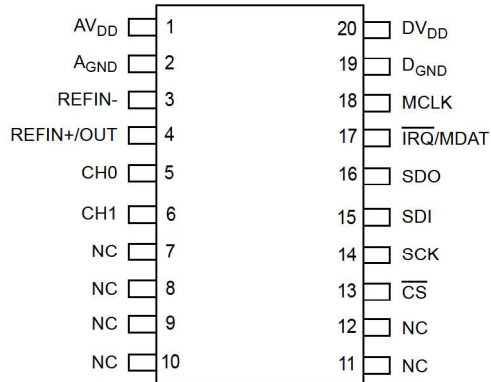 AVDD 1 20 DVDD
AGND 2 19 DGND
REFIN- 3 18 MCLK
REFIN+/OUT 4 17 IRQ/MDAT
CH0 5 16 SDO
CH1 6 15 SDI
NC 7 14 SCK
NC 8 13 CS
NC 9 12 NC
NC 10 11 NC